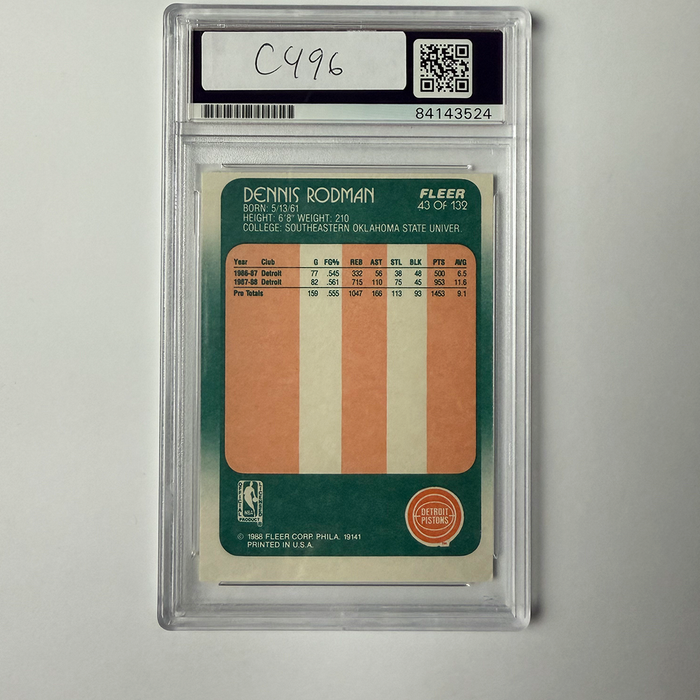 C496
84143524
DENNIS RODMAN
FLEER
BORN: 5/13/61
43 OF 132
HEIGHT: 6'8" WEIGHT: 210
COLLEGE: SOUTHEASTERN OKLAHOMA STATE UNIVER.
Year Club G FG% REB AST STL BLK PTS AVG
1986-87 Detroit 77 .545 332 56 38 48 500 6.5
1987-88 Detroit 82 .561 715 110 75 45 953 11.6
Pro Totals 159 .555 1047 166 113 93 1453 9.1
NBA
PRODUCT
DETROIT
PISTONS
© 1988 FLEER CORP. PHILA. 19141
PRINTED IN U.S.A.